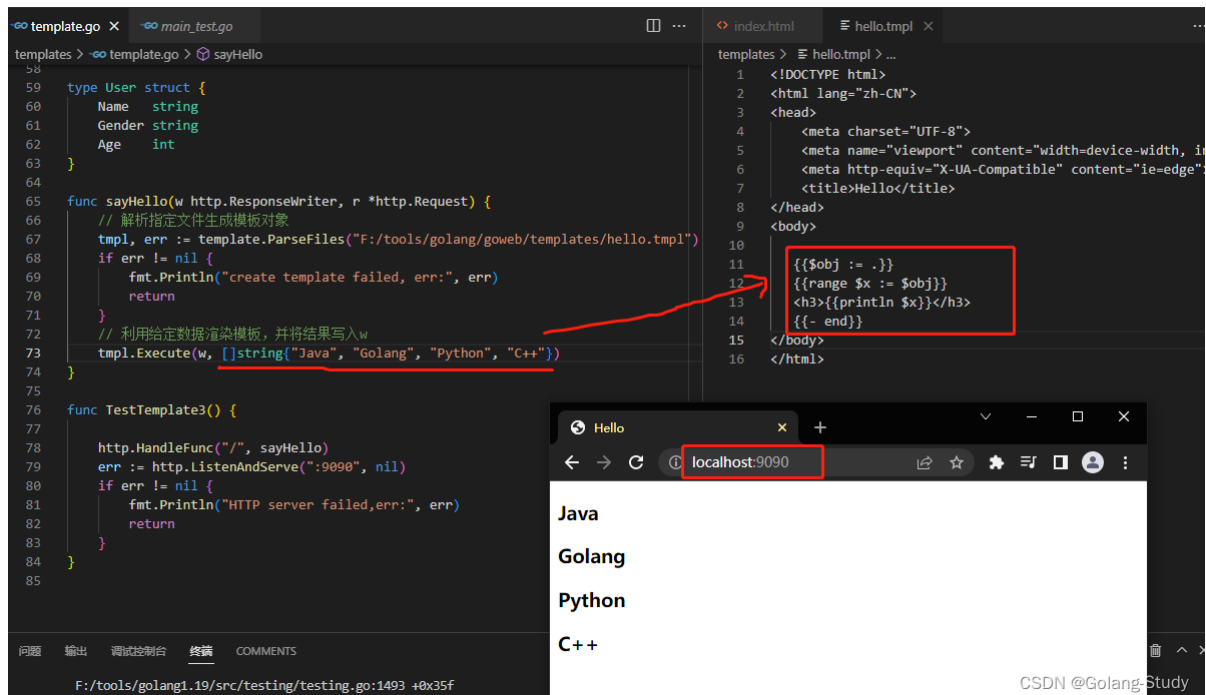 template.go
main_test.go
templates > template.go > sayHello
58
59 type User struct {
60     Name   string
61     Gender string
62     Age    int
63 }
64
65 func sayHello(w http.ResponseWriter, r *http.Request) {
66     // 解析指定文件生成模板对象
67     tmpl, err := template.ParseFiles("F:/tools/golang/goweb/templates/hello.tmpl")
68     if err != nil {
69         fmt.Println("create template failed, err:", err)
70         return
71     }
72     // 利用给定数据渲染模板，并将结果写入w
73     tmpl.Execute(w, []string{"Java", "Golang", "Python", "C++"})
74 }
75
76 func TestTemplate3() {
77
78     http.HandleFunc("/", sayHello)
79     err := http.ListenAndServe(":9090", nil)
80     if err != nil {
81         fmt.Println("HTTP server failed,err:", err)
82         return
83     }
84 }
85
index.html
hello.tmpl
templates > hello.tmpl > ...
1 <!DOCTYPE html>
2 <html lang="zh-CN">
3 <head>
4     <meta charset="UTF-8">
5     <meta name="viewport" content="width=device-width, in
6     <meta http-equiv="X-UA-Compatible" content="ie=edge"
7     <title>Hello</title>
8 </head>
9 <body>
10
11     {{$obj := .}}
12     {{range $x := $obj}}
13     <h3>{{println $x}}</h3>
14     {{- end}}
15 </body>
16 </html>
Hello
localhost:9090
Java
Golang
Python
C++
问题 输出 调试控制台 终端 COMMENTS
F:/tools/golang1.19/src/testing/testing.go:1493 +0x35f
CSDN @Golang-Study